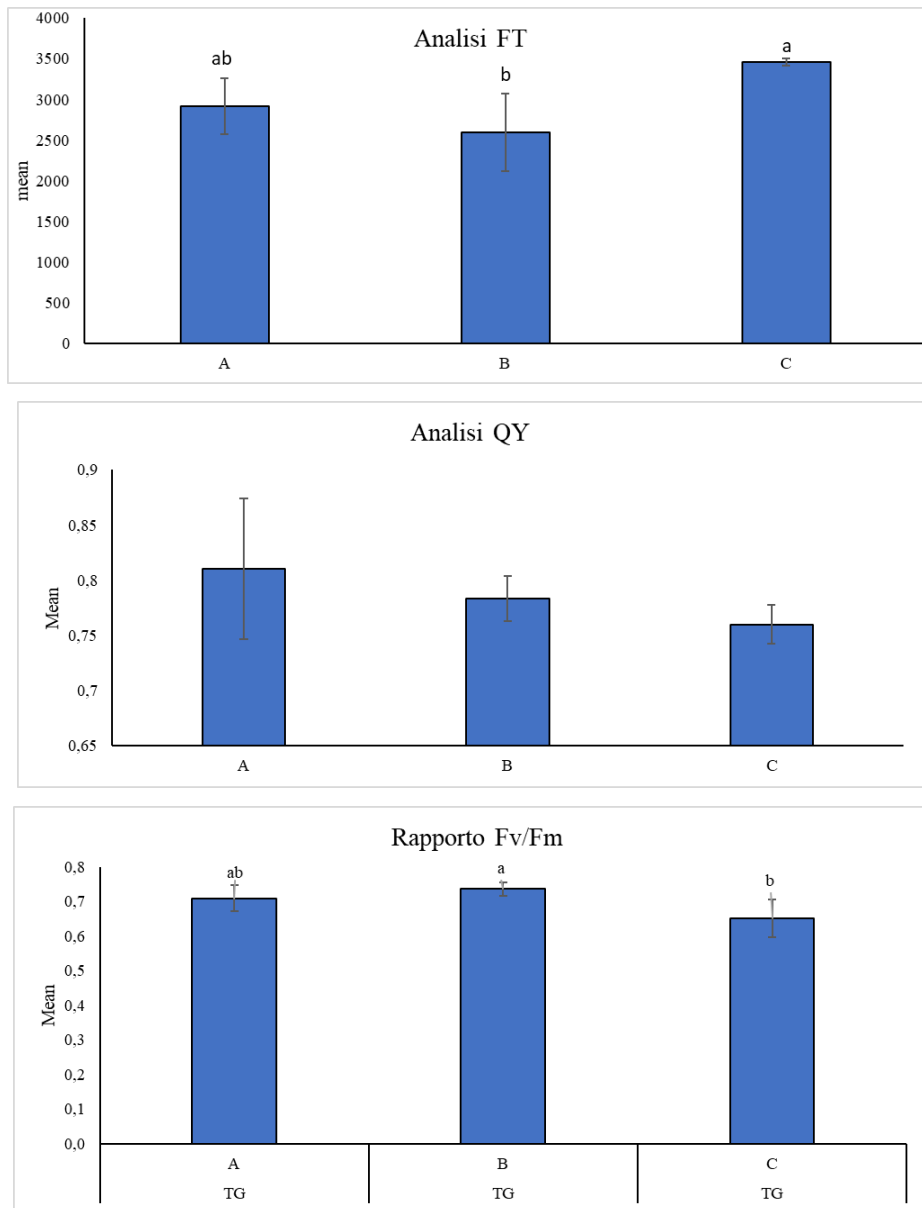 Analisi FT
4000
3500
3000
2500
2000
1500
1000
500
0
mean
ab
b
a
A B C
Analisi QY
0,9
0,85
0,8
0,75
0,7
0,65
Mean
A B C
Rapporto Fv/Fm
0,8
0,7
0,6
0,5
0,4
0,3
0,2
0,1
0,0
Mean
ab
a
b
A B C
TG TG TG